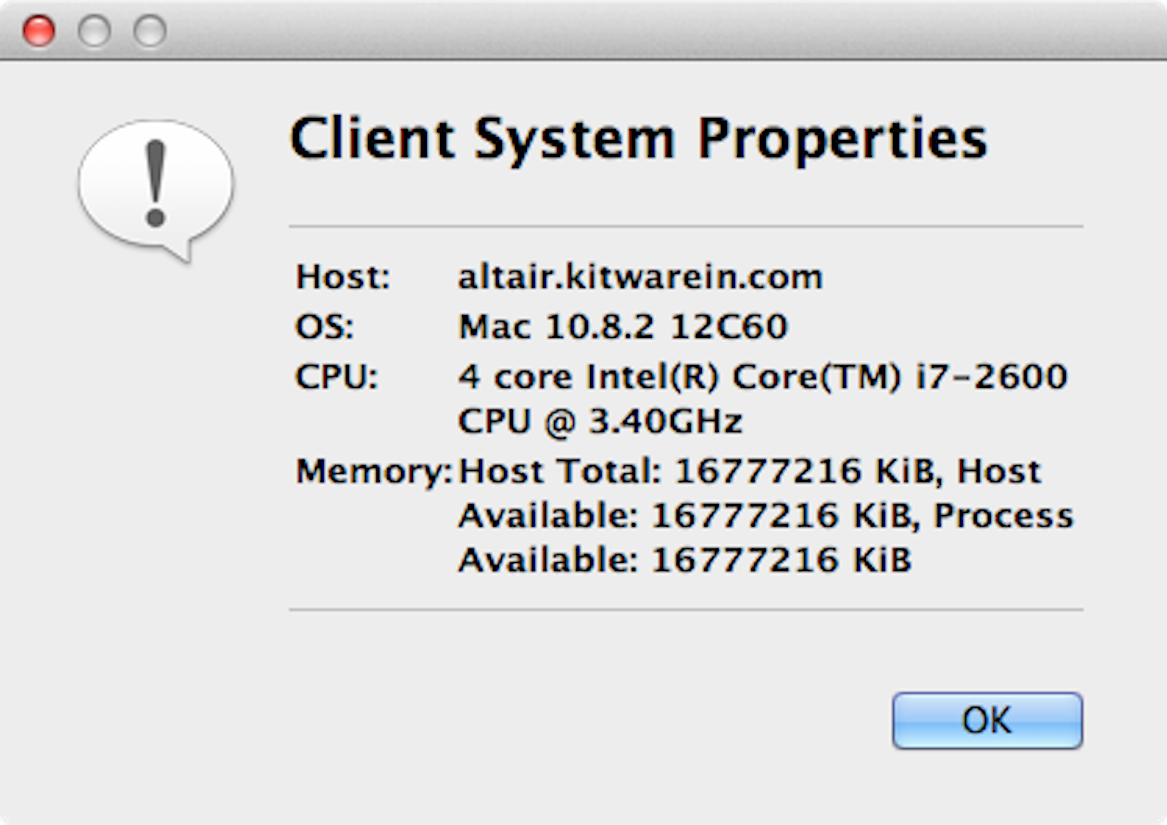 Client System Properties
Host: altair.kitwarein.com
OS: Mac 10.8.2 12C60
CPU: 4 core Intel(R) Core(TM) i7-2600
CPU @ 3.40GHz
Memory: Host Total: 16777216 KiB, Host
Available: 16777216 KiB, Process
Available: 16777216 KiB
OK